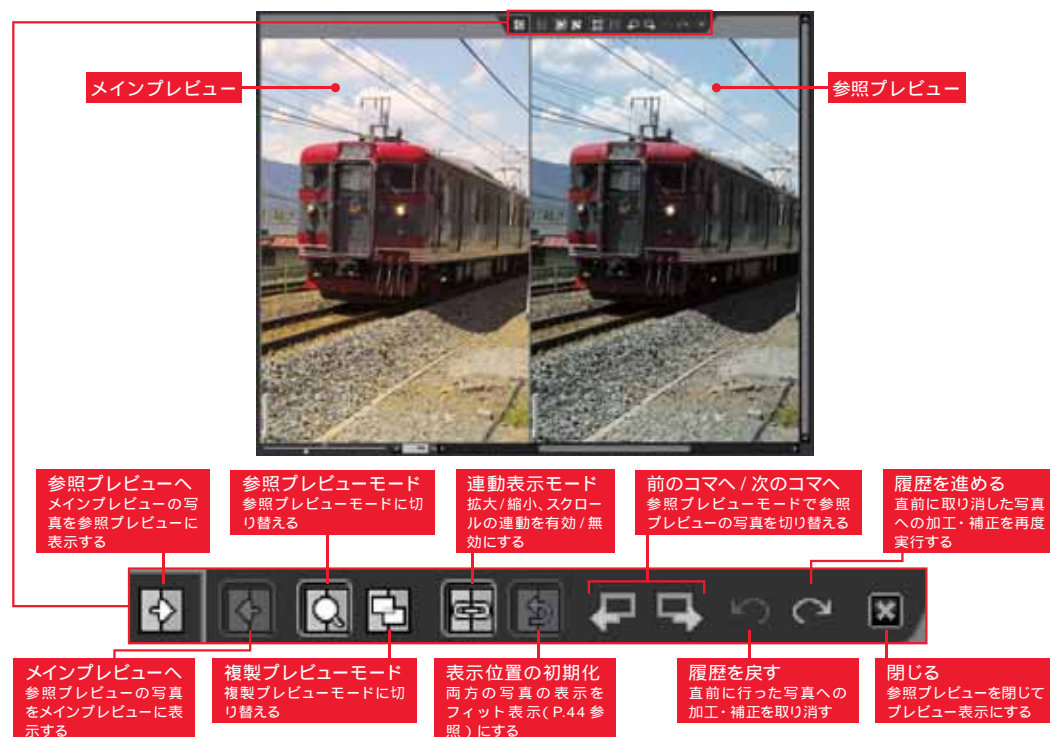 メインプレビュー
参照プレビュー
参照プレビューへ
メインプレビューの写
真を参照プレビューに
表示する
参照プレビューモード
参照プレビューモードに切
り替える
連動表示モード
拡大/縮小、スクロー
ルの連動を有効/無
効にする
前のコマへ / 次のコマへ
参照プレビューモードで参照
プレビューの写真を切り替える
履歴を進める
直前に取り消した写真
への加工・補正を再度
実行する
メインプレビューへ
参照プレビューの写真
をメインプレビューに表
示する
複製プレビューモード
複製プレビューモードに切
り替える
表示位置の初期化
両方の写真の表示を
フィット表示(P.44参
照)にする
履歴を戻す
直前に行った写真への
加工・補正を取り消す
閉じる
参照プレビューを閉じて
プレビュー表示にする